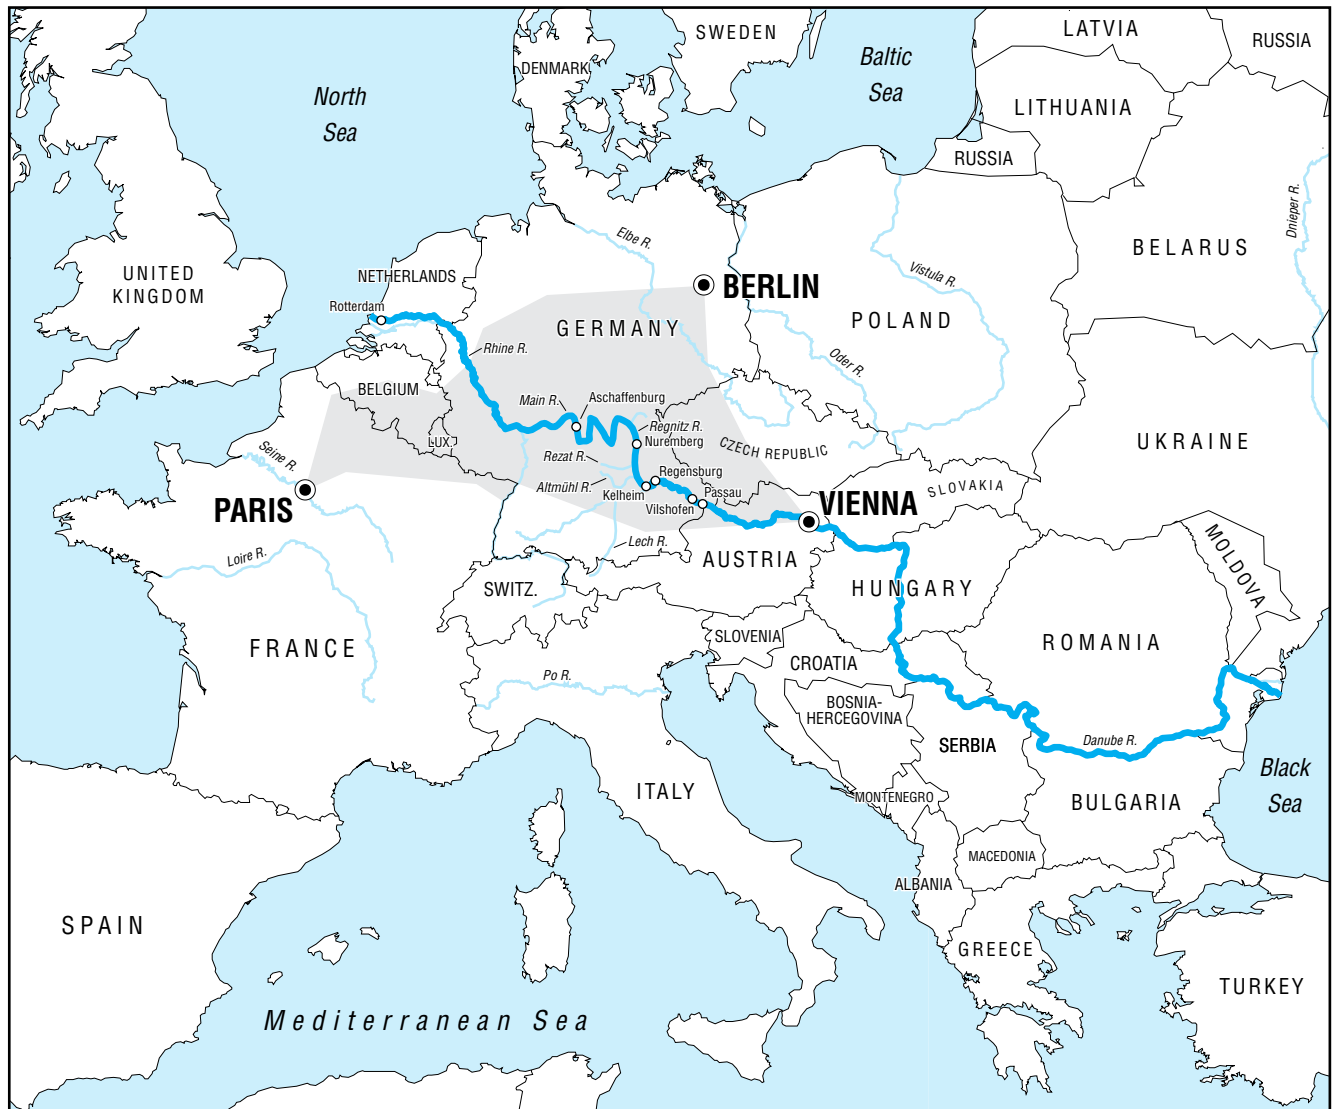 SWEDEN
LATVIA
RUSSIA
DENMARK
Baltic
Sea
North
Sea
LITHUANIA
RUSSIA
Dnieper R.
Elbe R.
BELARUS
UNITED
KINGDOM
NETHERLANDS
Vistula R.
BERLIN
Rotterdam
GERMANY
POLAND
Rhine R.
Oder R.
BELGIUM
Main R.
Aschaffenburg
Regnitz R.
LUX.
Nuremberg
CZECH REPUBLIC
UKRAINE
Seine R.
Rezat R.
Regensburg
Altmühl R.
Kelheim
Passau
SLOVAKIA
PARIS
Vilshofen
VIENNA
Lech R.
Loire R.
AUSTRIA
MOLDOVA
SWITZ.
HUNGARY
FRANCE
SLOVENIA
ROMANIA
CROATIA
Po R.
BOSNIA-
HERCEGOVINA
SERBIA
Danube R.
Black
Sea
ITALY
MONTENEGRO
BULGARIA
MACEDONIA
ALBANIA
SPAIN
GREECE
TURKEY
Mediterranean Sea